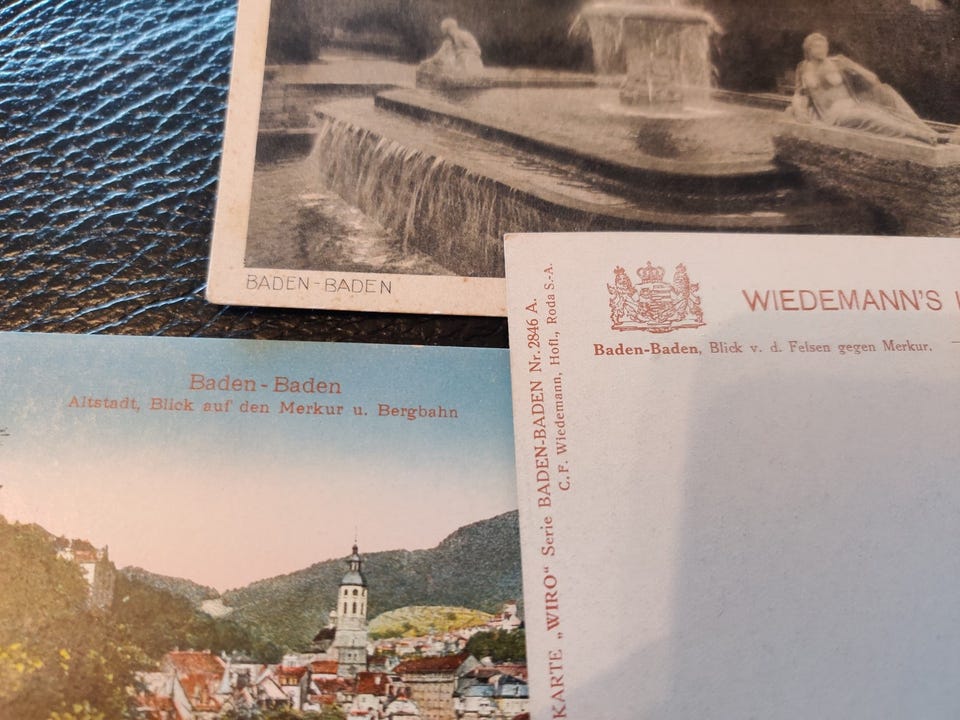 BADEN-BADEN
WIEDEMANN'S
Baden-Baden, Blick v. d. Felsen gegen Merkur.
KARTE „WIRO“ Serie BADEN-BADEN Nr. 2846 A.
C. F. Wiedemann, Hofl., Roda S.-A.
Baden-Baden
Altstadt, Blick auf den Merkur u. Bergbahn